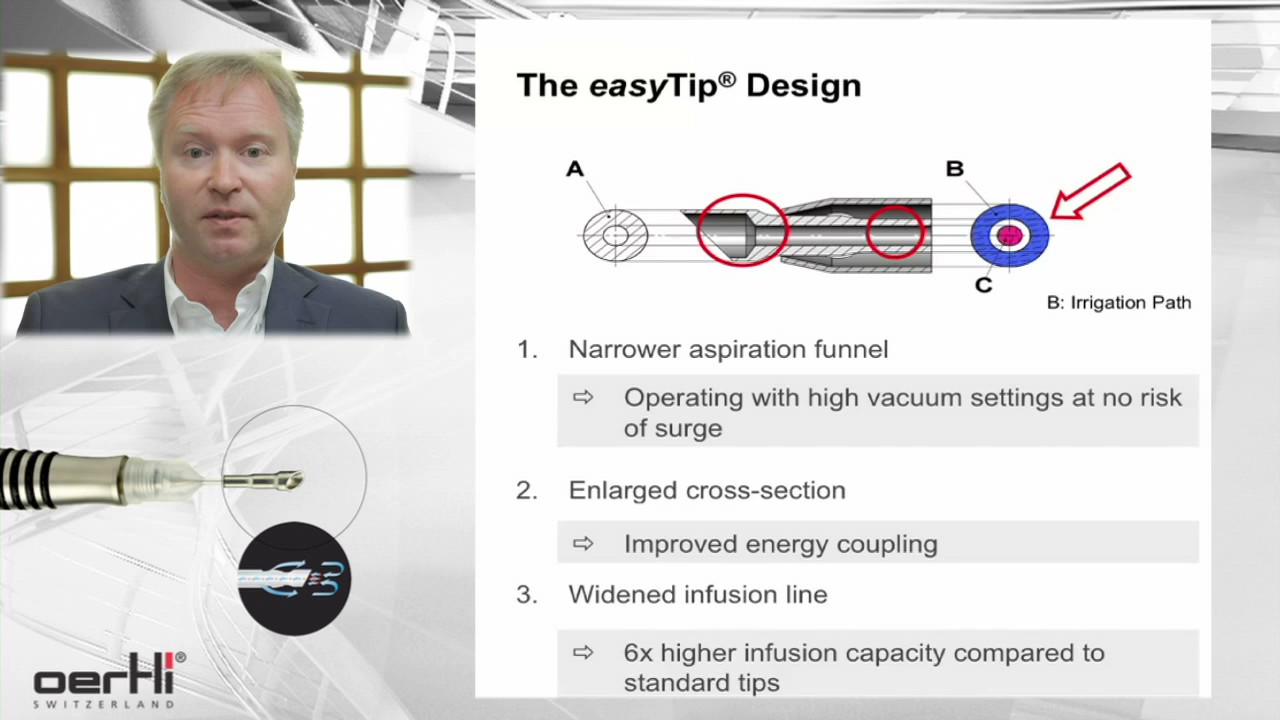 The easyTip® Design
A
B
C
B: Irrigation Path
1. Narrower aspiration funnel
⇨ Operating with high vacuum settings at no risk
of surge
2. Enlarged cross-section
⇨ Improved energy coupling
3. Widened infusion line
⇨ 6x higher infusion capacity compared to
standard tips
oertli®
SWITZERLAND